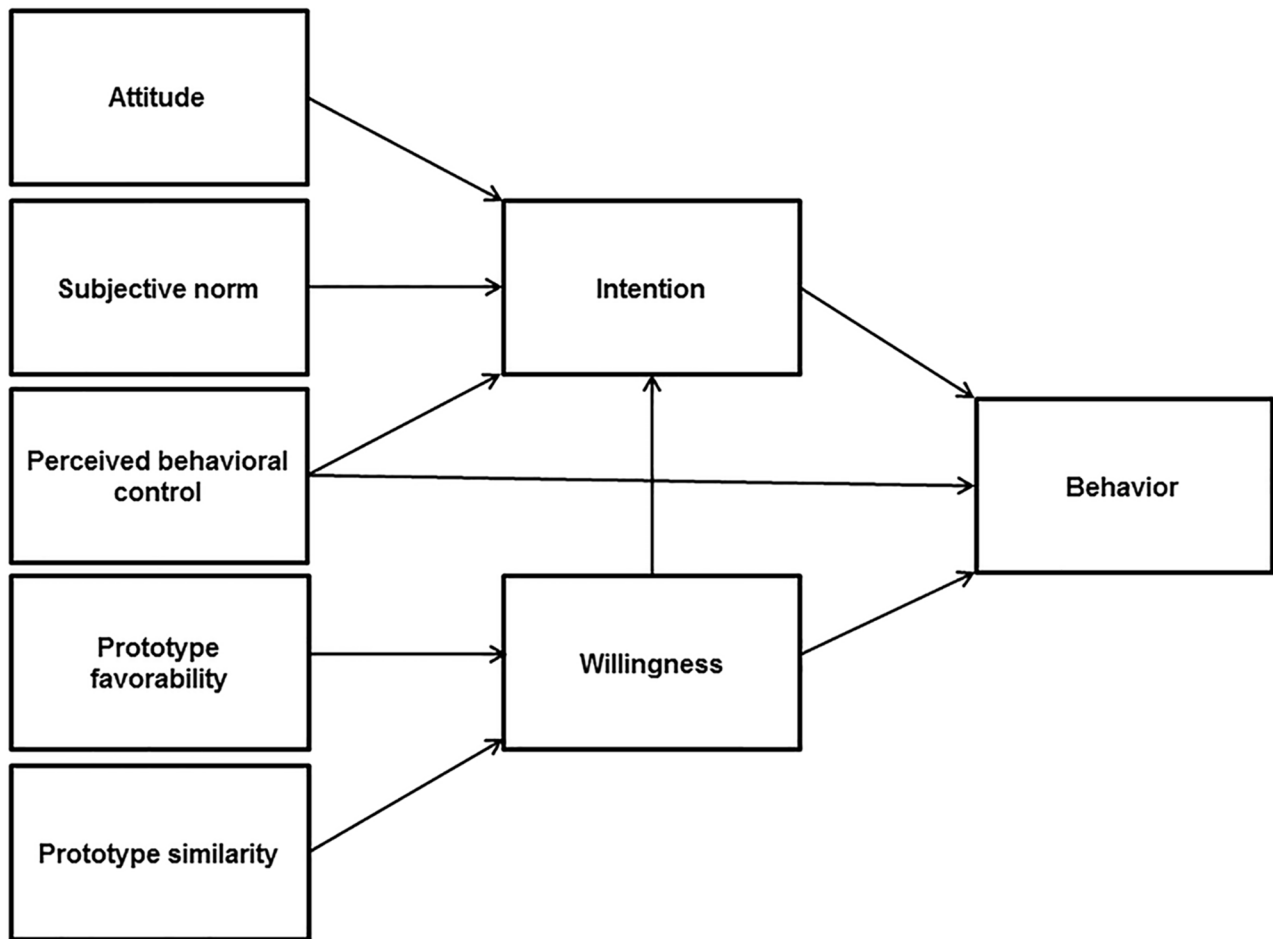 Attitude
Subjective norm
Intention
Perceived behavioral
control
Behavior
Prototype
favorability
Willingness
Prototype similarity